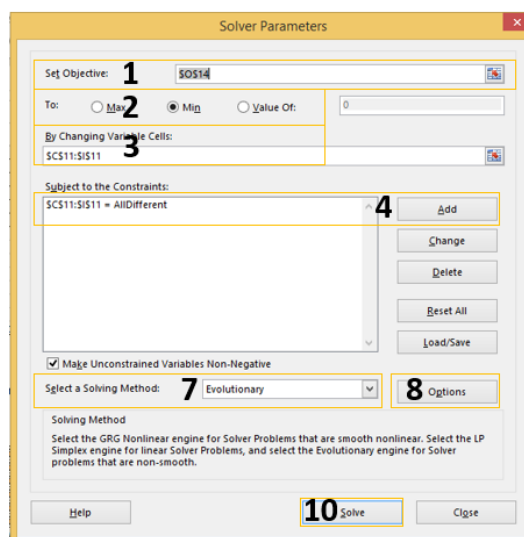 Solver Parameters
Set Objective: 1 $O$14
To: Max 2 Min Value Of: 0
By Changing Variable Cells:
3
$C$11:$I$11
Subject to the Constraints:
$C$11:$I$11 = AllDifferent 4 Add
Change
Delete
Reset All
Load/Save
Make Unconstrained Variables Non-Negative
Select a Solving Method: 7 Evolutionary 8 Options
Solving Method
Select the GRG Nonlinear engine for Solver Problems that are smooth nonlinear. Select the LP
Simplex engine for linear Solver Problems, and select the Evolutionary engine for Solver
problems that are non-smooth.
Help 10 Solve Close